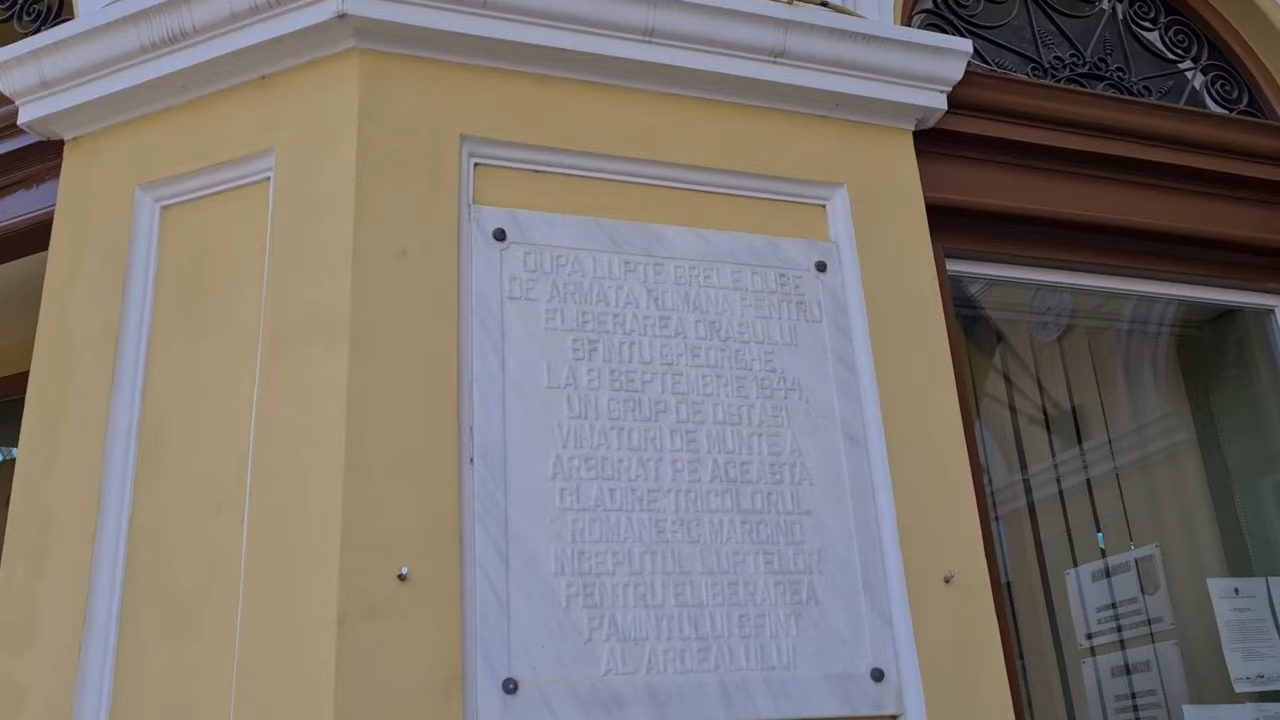 DUPA LUPTE GRELE DUSE
DE ARMATA ROMANA PENTRU
ELIBERAREA ORASULUI
SFINTU GHEORGHE,
LA 8 SEPTEMBRIE 1944,
UN GRUP DE OSTASI
VINATORI DE MUNTE A
ARBORAT PE ACEASTA
CLADIRE TRICOLORUL
ROMANESC MARCIND
INCEPUTUL LUPTELOR
PENTRU ELIBERAREA
PAMINTULUI SFINT
AL ARDEALULUI